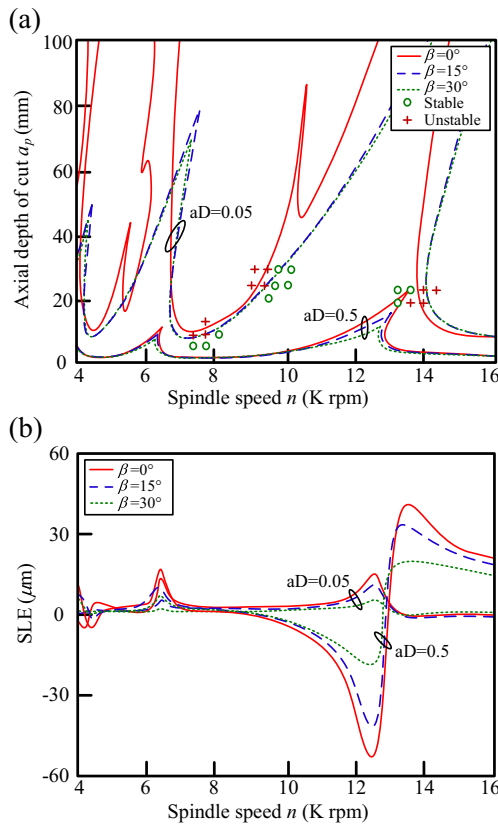 (a)
100
80
60
40
20
0
Axial depth of cut aₚ (mm)
β=0°
β=15°
β=30°
Stable
Unstable
aD=0.05
aD=0.5
4 6 8 10 12 14 16
Spindle speed n (K rpm)
(b)
60
30
0
-30
-60
SLE (μm)
β=0°
β=15°
β=30°
aD=0.05
aD=0.5
4 6 8 10 12 14 16
Spindle speed n (K rpm)